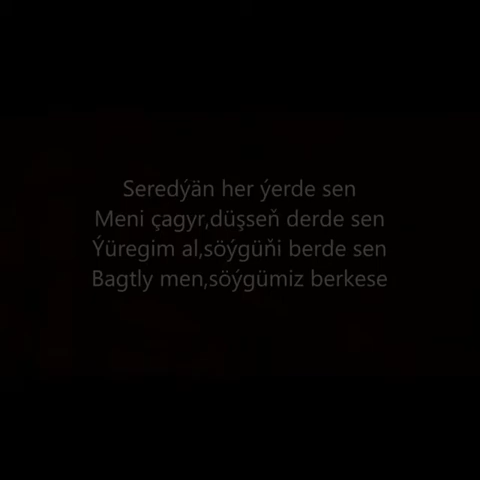 Seredýän her ýerde sen
Meni çagyr,düşseň derde sen
Ýüregim al,söýgüňi berde sen
Bagtly men,söýgümiz berkese